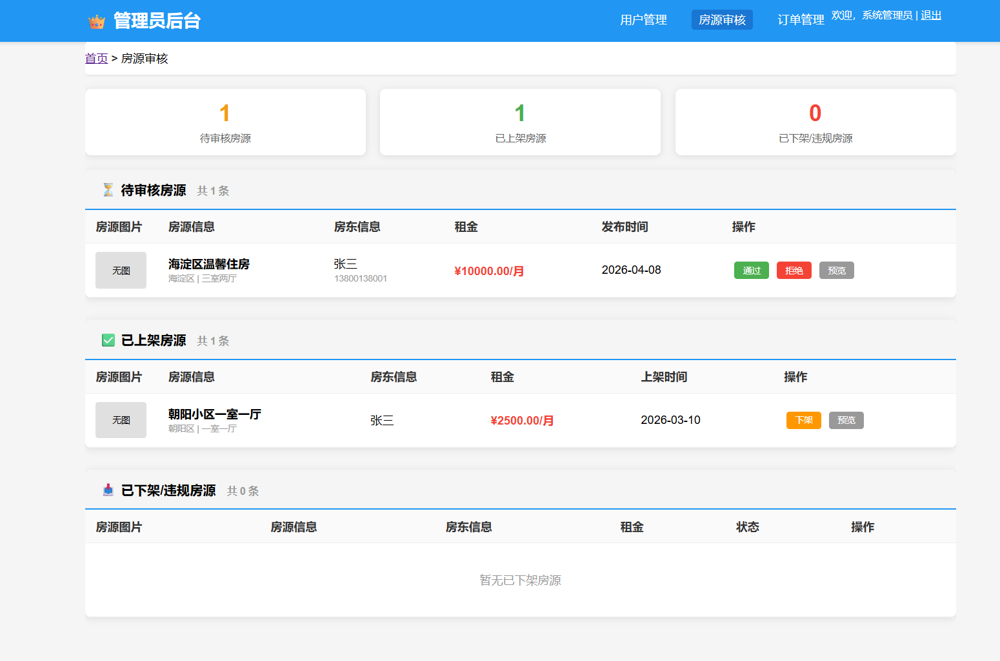 管理员后台
用户管理 房源审核 订单管理 欢迎，系统管理员 | 退出
首页 > 房源审核
1 1 0
待审核房源 已上架房源 已下架/违规房源
待审核房源 共 1 条
房源图片 房源信息 房东信息 租金 发布时间 操作
无图 海淀区温馨住房 张三 ¥10000.00/月 2026-04-08 通过 拒绝 预览
海淀区 | 三室两厅 13800138001
已上架房源 共 1 条
房源图片 房源信息 房东信息 租金 上架时间 操作
无图 朝阳小区一室一厅 张三 ¥2500.00/月 2026-03-10 下架 预览
朝阳区 | 一室一厅
已下架/违规房源 共 0 条
房源图片 房源信息 房东信息 租金 状态 操作
暂无已下架房源